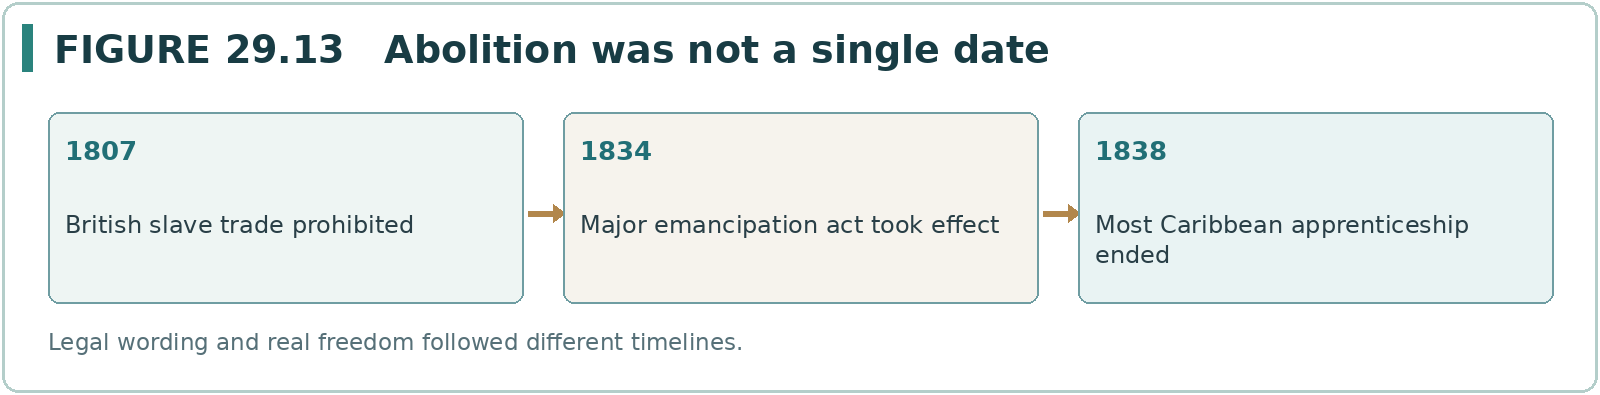 FIGURE 29.13 Abolition was not a single date
1807
British slave trade prohibited
1834
Major emancipation act took effect
1838
Most Caribbean apprenticeship
ended
Legal wording and real freedom followed different timelines.